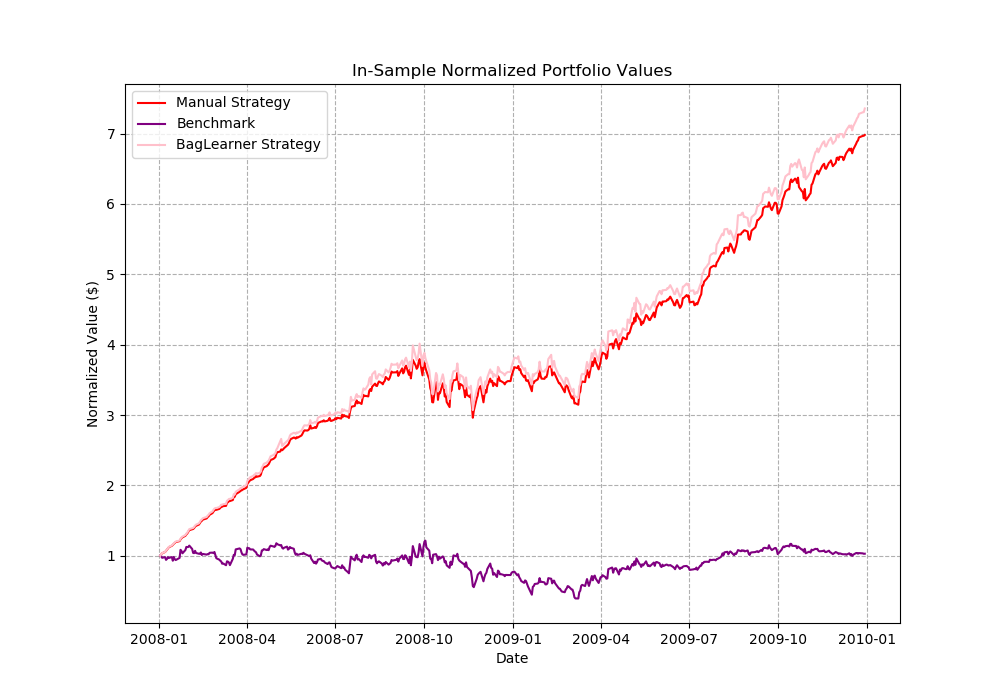 In-Sample Normalized Portfolio Values
Manual Strategy
Benchmark
BagLearner Strategy
Normalized Value ($)
7
6
5
4
3
2
1
2008-01 2008-04 2008-07 2008-10 2009-01 2009-04 2009-07 2009-10 2010-01
Date